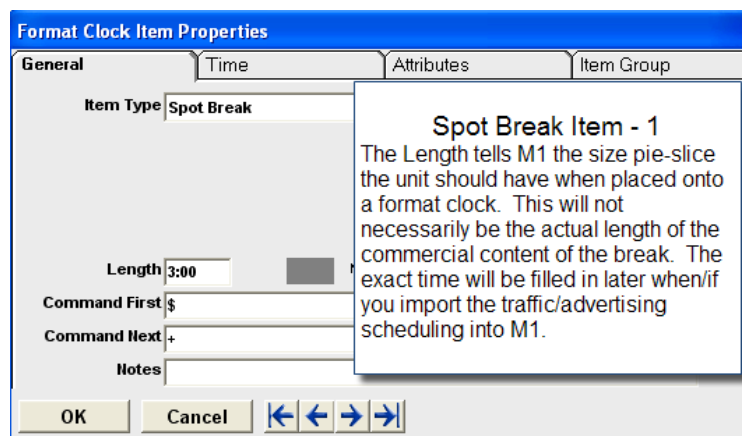 Format Clock Item Properties
General Time Attributes Item Group
Item Type Spot Break
Spot Break Item - 1
The Length tells M1 the size pie-slice
the unit should have when placed onto
a format clock. This will not
necessarily be the actual length of the
commercial content of the break. The
exact time will be filled in later when/if
you import the traffic/advertising
scheduling into M1.
Length 3:00
Command First $
Command Next +
Notes
OK Cancel